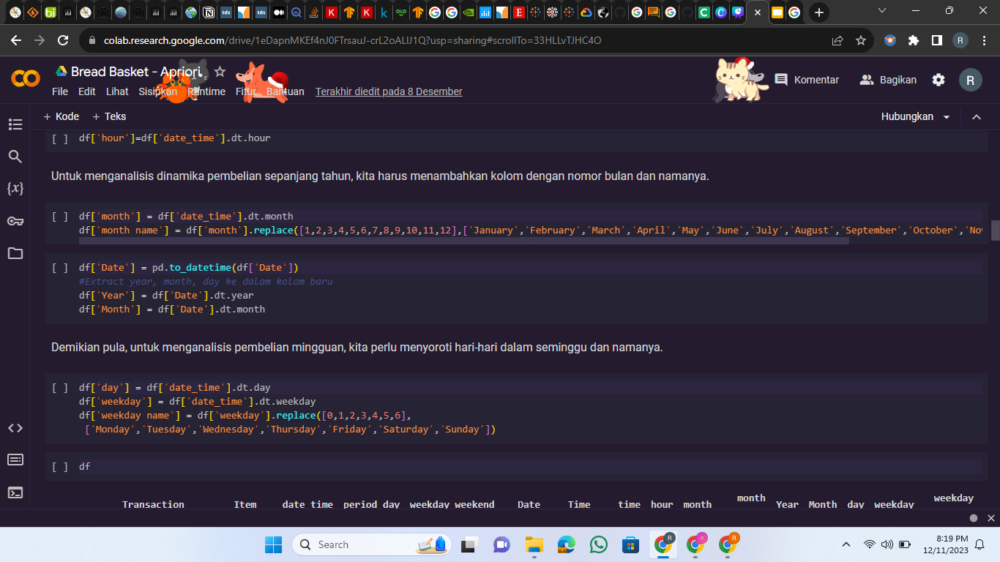 tds
tds
colab.research.google.com/drive/1eDapnMKEf4nJ0FTrsauJ-crL2oALIJ1Q?usp=sharing#scrollTo=33HLLvTJHC4O
R
CO
Bread Basket - Apriori.
File Edit Lihat Sisipkan Runtime Fitur Bantuan Terakhir diedit pada 8 Desember
Komentar Bagikan R
+ Kode + Teks Hubungkan
[ ] df['hour']=df['date_time'].dt.hour
Untuk menganalisis dinamika pembelian sepanjang tahun, kita harus menambahkan kolom dengan nomor bulan dan namanya.
[ ] df['month'] = df['date_time'].dt.month
df['month name'] = df['month'].replace([1,2,3,4,5,6,7,8,9,10,11,12],['January','February','March','April','May','June','July','August','September','October','Nov
[ ] df['Date'] = pd.to_datetime(df['Date'])
#Extract year, month, day ke dalam kolom baru
df['Year'] = df['Date'].dt.year
df['Month'] = df['Date'].dt.month
Demikian pula, untuk menganalisis pembelian mingguan, kita perlu menyoroti hari-hari dalam seminggu dan namanya.
[ ] df['day'] = df['date_time'].dt.day
df['weekday'] = df['date_time'].dt.weekday
df['weekday name'] = df['weekday'].replace([0,1,2,3,4,5,6],
['Monday','Tuesday','Wednesday','Thursday','Friday','Saturday','Sunday'])
[ ] df
Transaction Item date_time period_day weekday_weekend Date Time time hour month month Year Month day weekday weekday
Search
8:19 PM
12/11/2023